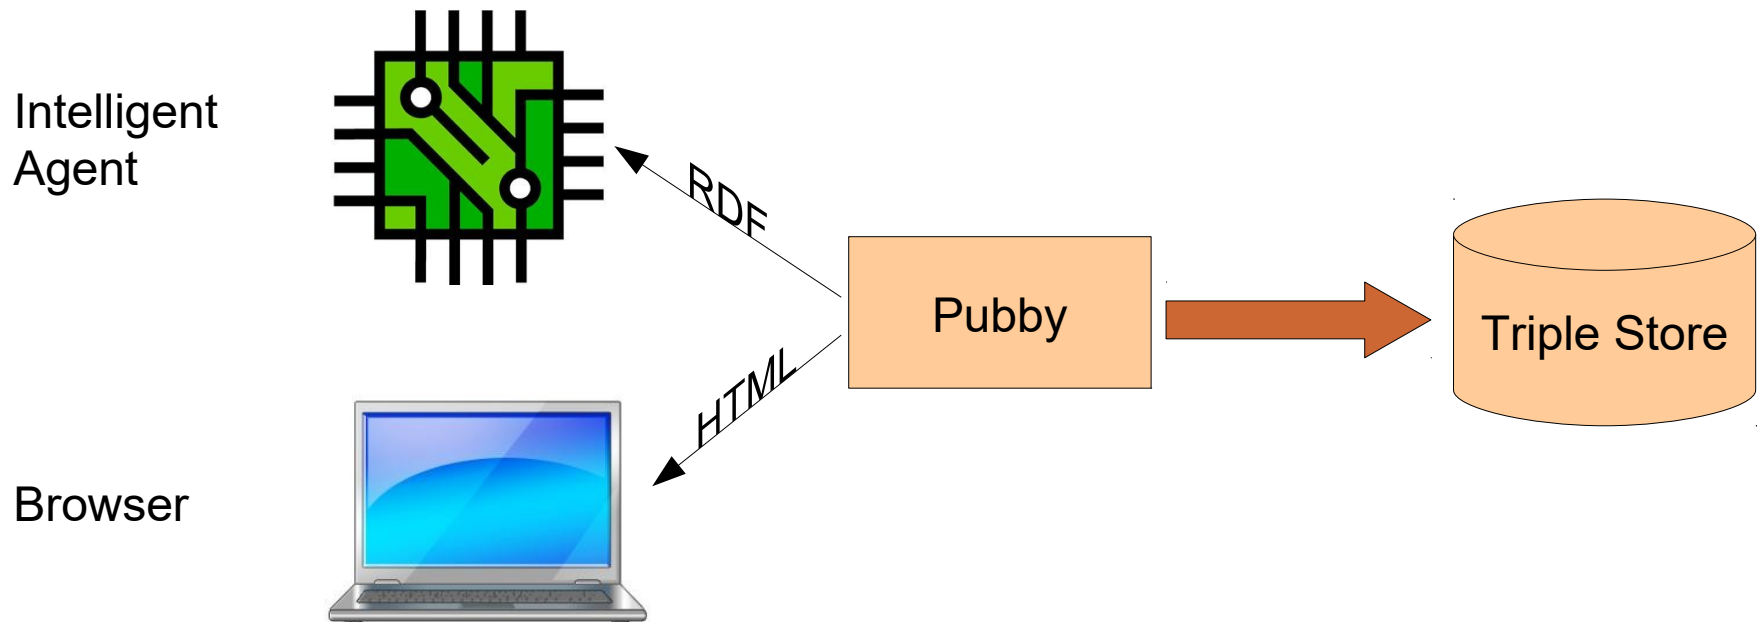 Intelligent
Agent
RDF
Pubby
Triple Store
HTML
Browser